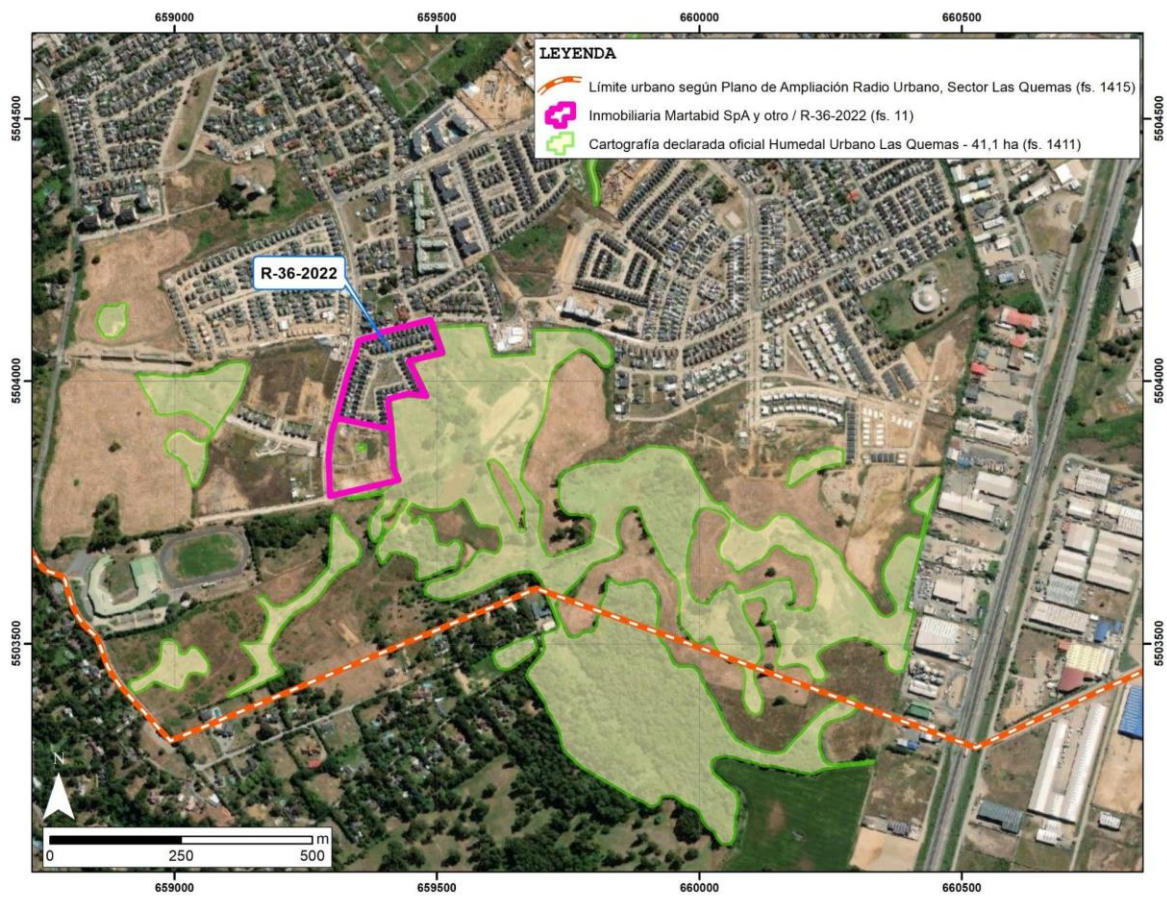 659000 659500 660000 660500
LEYENDA
Límite urbano según Plano de Ampliación Radio Urbano, Sector Las Quemas (fs. 1415)
Inmobiliaria Martabid SpA y otro / R-36-2022 (fs. 11)
Cartografía declarada oficial Humedal Urbano Las Quemas - 41,1 ha (fs. 1411)
5504500 5504500
R-36-2022
5504000 5504000
5503500 5503500
N
m
0 250 500
659000 659500 660000 660500